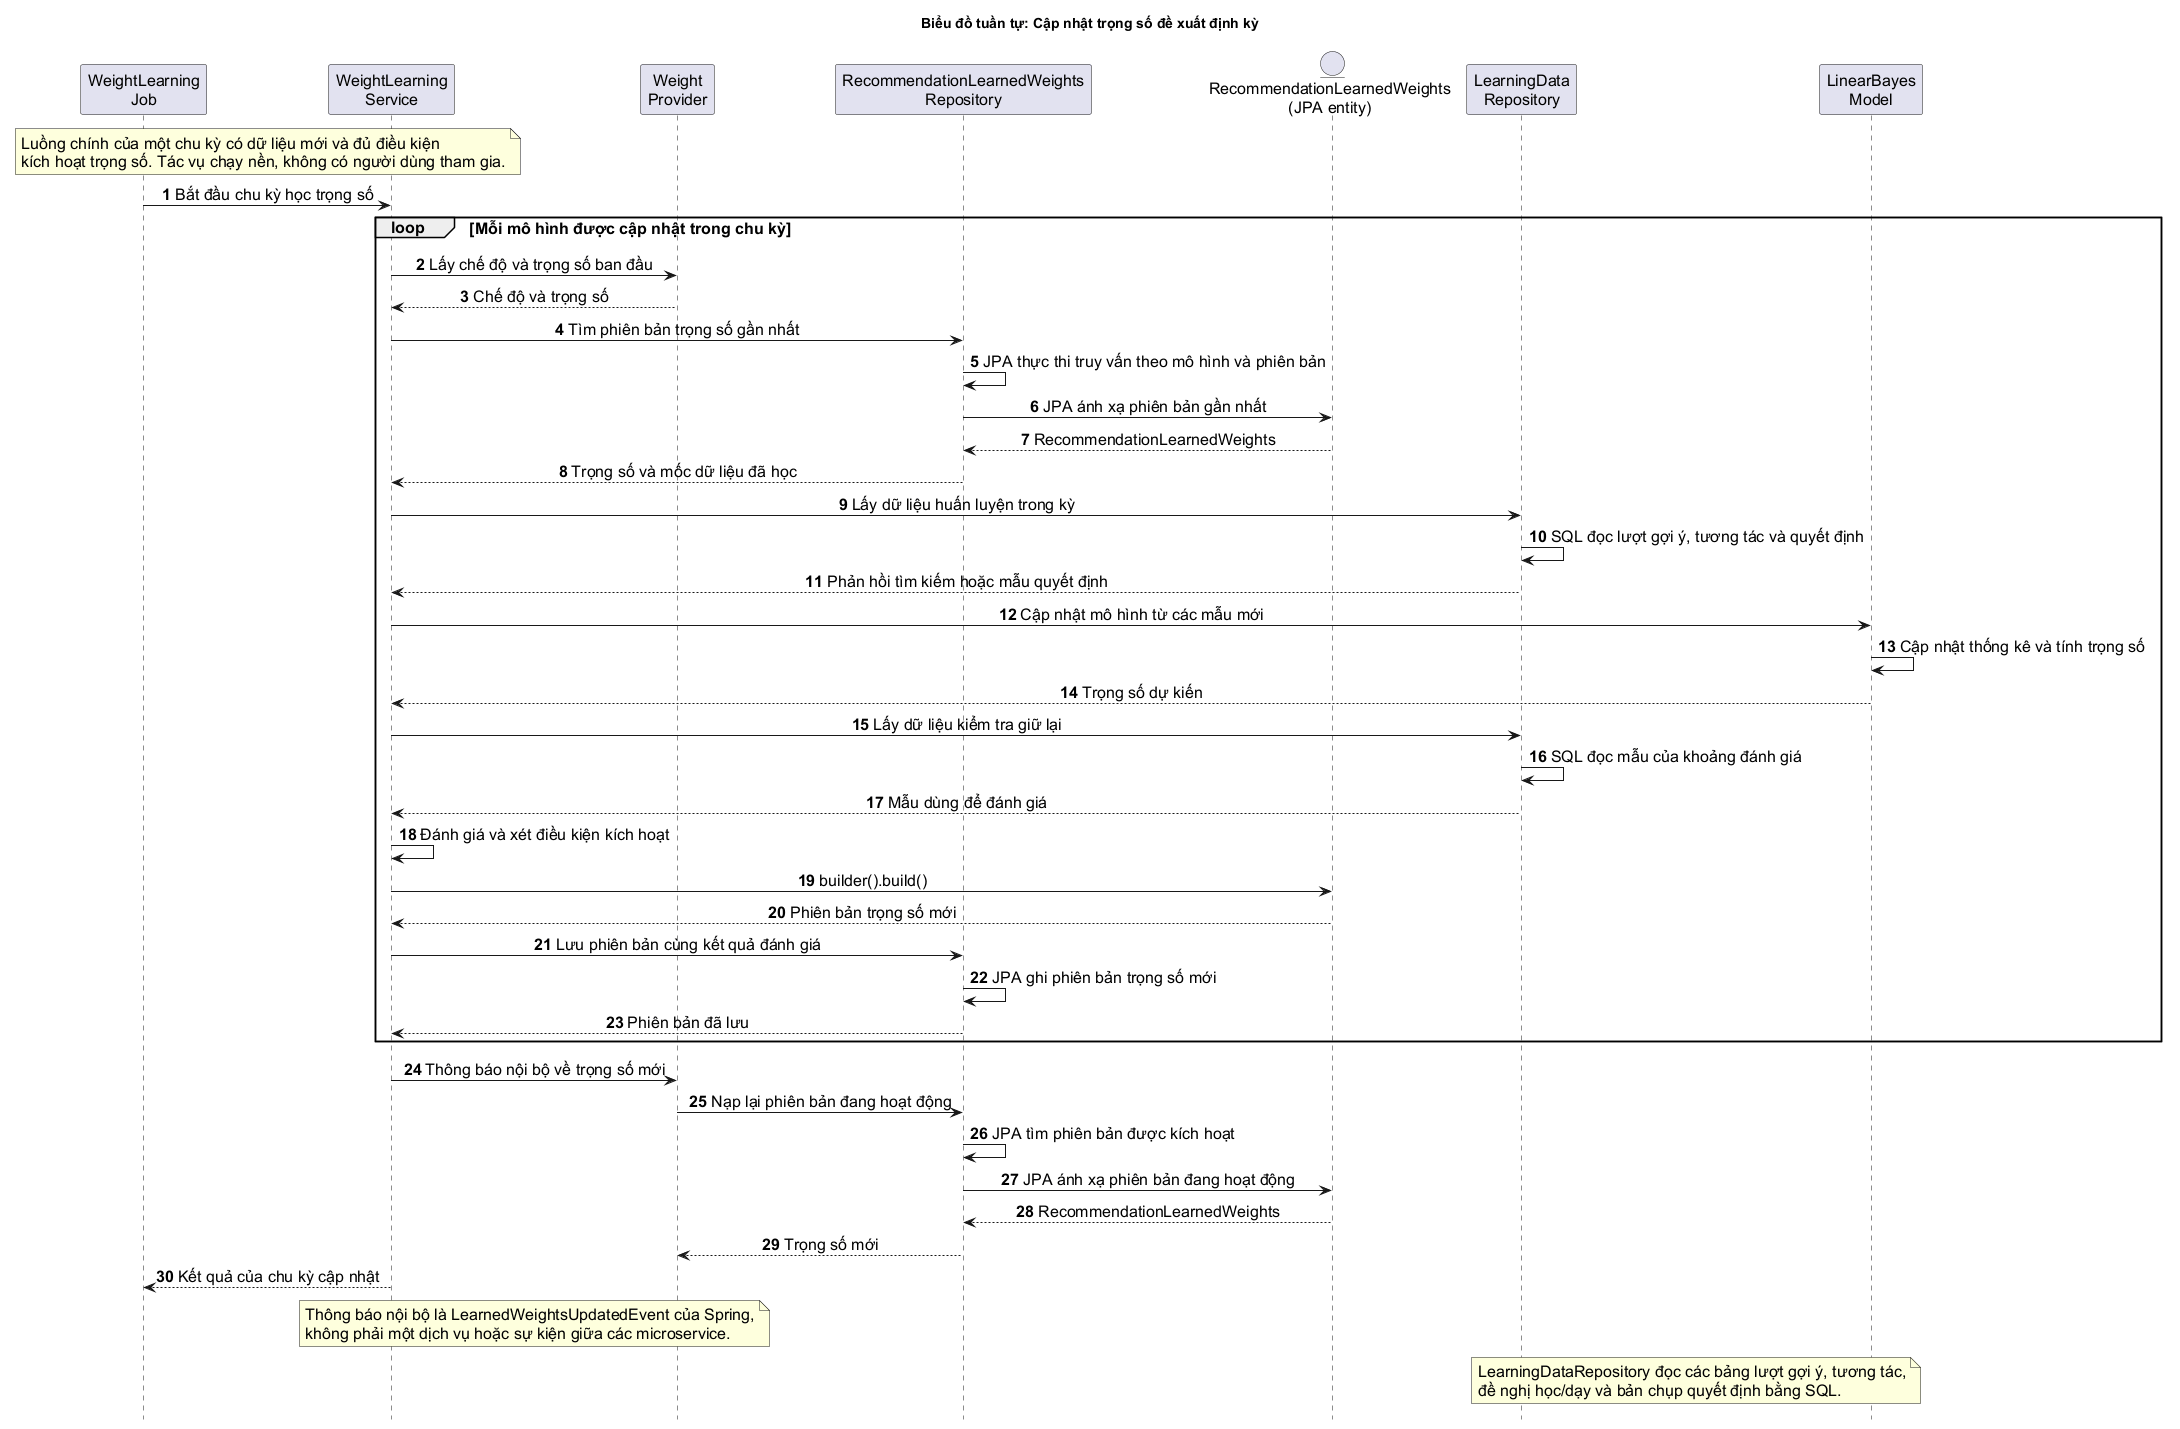 Biểu đồ tuần tự: Cập nhật trọng số đề xuất định kỳ
WeightLearning
Job
WeightLearning
Service
Weight
Provider
RecommendationLearnedWeights
Repository
RecommendationLearnedWeights
(JPA entity)
LearningData
Repository
LinearBayes
Model
Luồng chính của một chu kỳ có dữ liệu mới và đủ điều kiện
kích hoạt trọng số. Tác vụ chạy nền, không có người dùng tham gia.
1 Bắt đầu chu kỳ học trọng số
loop [Mỗi mô hình được cập nhật trong chu kỳ]
2 Lấy chế độ và trọng số ban đầu
3 Chế độ và trọng số
4 Tìm phiên bản trọng số gần nhất
5 JPA thực thi truy vấn theo mô hình và phiên bản
6 JPA ánh xạ phiên bản gần nhất
7 RecommendationLearnedWeights
8 Trọng số và mốc dữ liệu đã học
9 Lấy dữ liệu huấn luyện trong kỳ
10 SQL đọc lượt gợi ý, tương tác và quyết định
11 Phản hồi tìm kiếm hoặc mẫu quyết định
12 Cập nhật mô hình từ các mẫu mới
13 Cập nhật thống kê và tính trọng số
14 Trọng số dự kiến
15 Lấy dữ liệu kiểm tra giữ lại
16 SQL đọc mẫu của khoảng đánh giá
17 Mẫu dùng để đánh giá
18 Đánh giá và xét điều kiện kích hoạt
19 builder().build()
20 Phiên bản trọng số mới
21 Lưu phiên bản cùng kết quả đánh giá
22 JPA ghi phiên bản trọng số mới
23 Phiên bản đã lưu
24 Thông báo nội bộ về trọng số mới
25 Nạp lại phiên bản đang hoạt động
26 JPA tìm phiên bản được kích hoạt
27 JPA ánh xạ phiên bản đang hoạt động
28 RecommendationLearnedWeights
29 Trọng số mới
30 Kết quả của chu kỳ cập nhật
Thông báo nội bộ là LearnedWeightsUpdatedEvent của Spring,
không phải một dịch vụ hoặc sự kiện giữa các microservice.
LearningDataRepository đọc các bảng lượt gợi ý, tương tác,
đề nghị học/dạy và bản chụp quyết định bằng SQL.